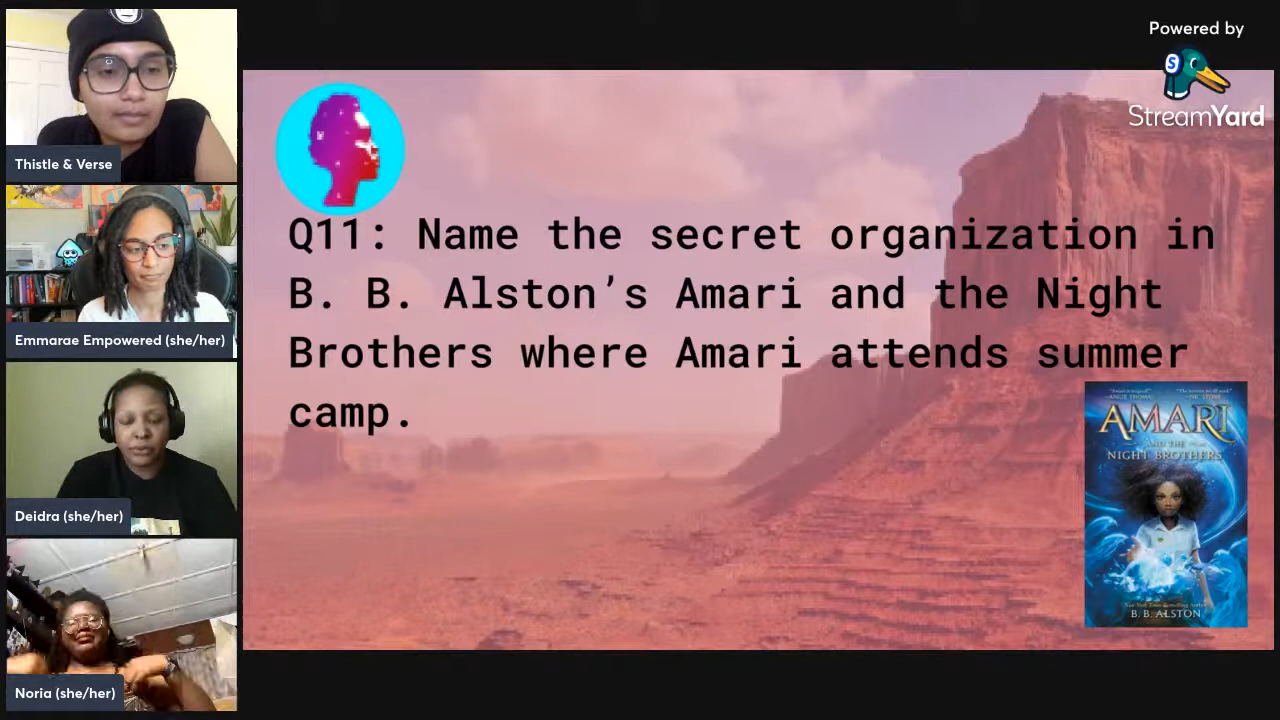 Powered by
S
StreamYard
Thistle & Verse
Emmarae Empowered (she/her)
Deidra (she/her)
Noria (she/her)
Q11: Name the secret organization in
B. B. Alston’s Amari and the Night
Brothers where Amari attends summer
camp.
AMARI
AND THE
NIGHT BROTHERS
B. B. ALSTON